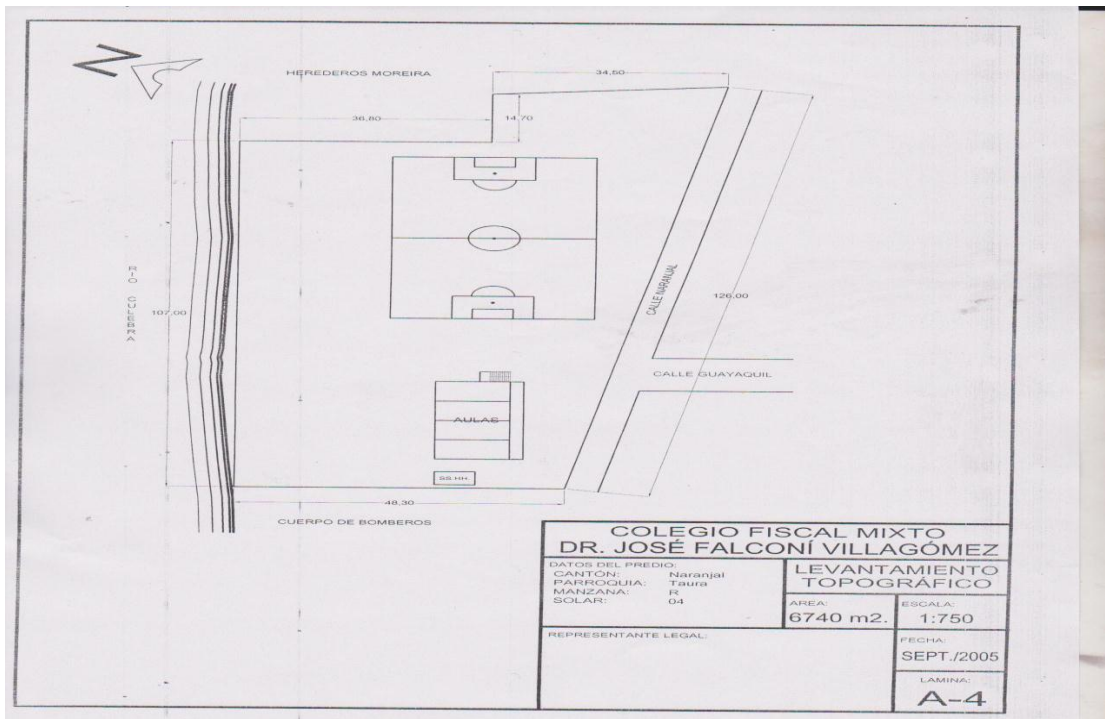 N
HEREDEROS MOREIRA
34,50
36,80
14,70
RIO CULEBRA
107,00
CALLE NARANJAL
126,00
CALLE GUAYAQUIL
AULAS
SS.HH.
48,30
CUERPO DE BOMBEROS
COLEGIO FISCAL MIXTO
DR. JOSÉ FALCONÍ VILLAGÓMEZ
DATOS DEL PREDIO:
CANTÓN: Naranjal
PARROQUIA: Taura
MANZANA: R
SOLAR: 04
LEVANTAMIENTO
TOPOGRÁFICO
AREA:
6740 m2.
ESCALA:
1:750
REPRESENTANTE LEGAL:
FECHA:
SEPT./2005
LAMINA:
A-4